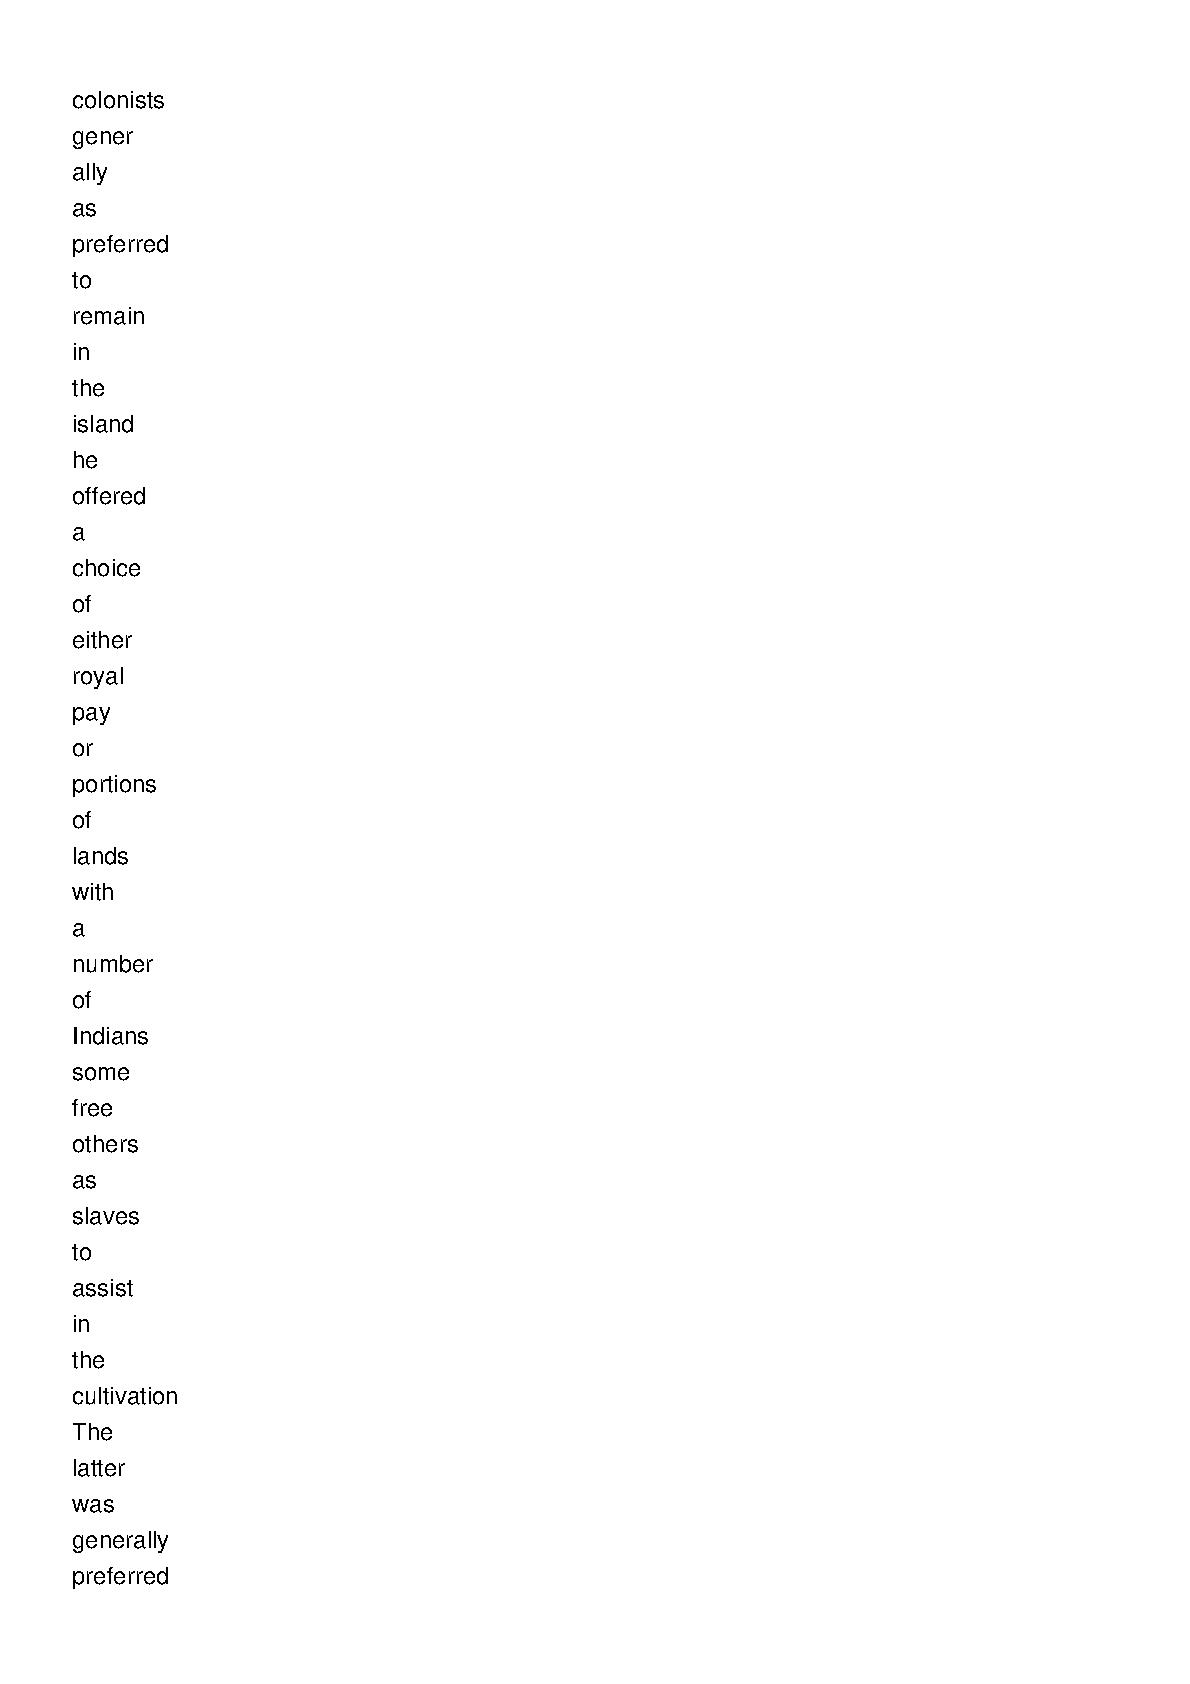 colonists
gener
ally
as
preferred
to
remain
in
the
island
he
offered
a
choice
of
either
royal
pay
or
portions
of
lands
with
a
number
of
Indians
some
free
others
as
slaves
to
assist
in
the
cultivation
The
latter
was
generally
preferred